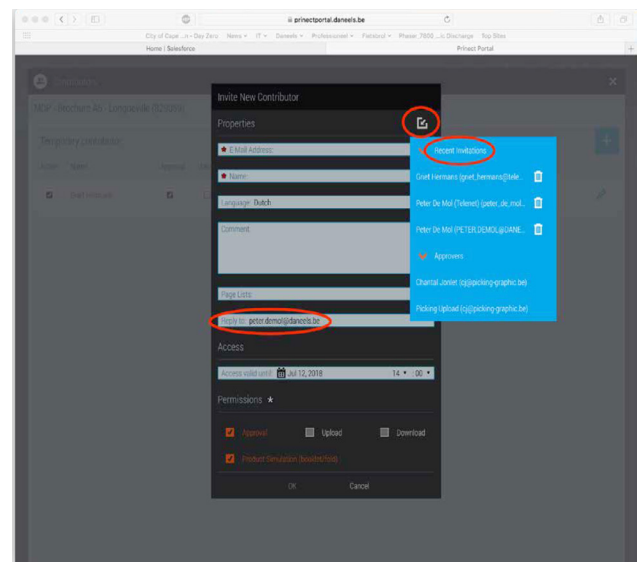 prinectportal.daneels.be
Home | Salesforce
Prinect Portal
Invite New Contributor
Properties
★ E-Mail Address:
★ Name:
Language: Dutch
Comment:
Page Lists:
Reply to: peter.demol@daneels.be
Recent Invitations
Griet Hermans (griet_hermans@tele...
Peter De Mol (Telenet) (peter_de_mol...
Peter De Mol (PETER.DEMOL@DANE...
Approvers
Chantal Joniet (cj@picking-graphic.be)
Picking Upload (cj@picking-graphic.be)
Access
Access valid until: Jul 12, 2018 14 : 00
Permissions *
Approval Upload Download
Product Simulation (booklet/fold)
OK Cancel